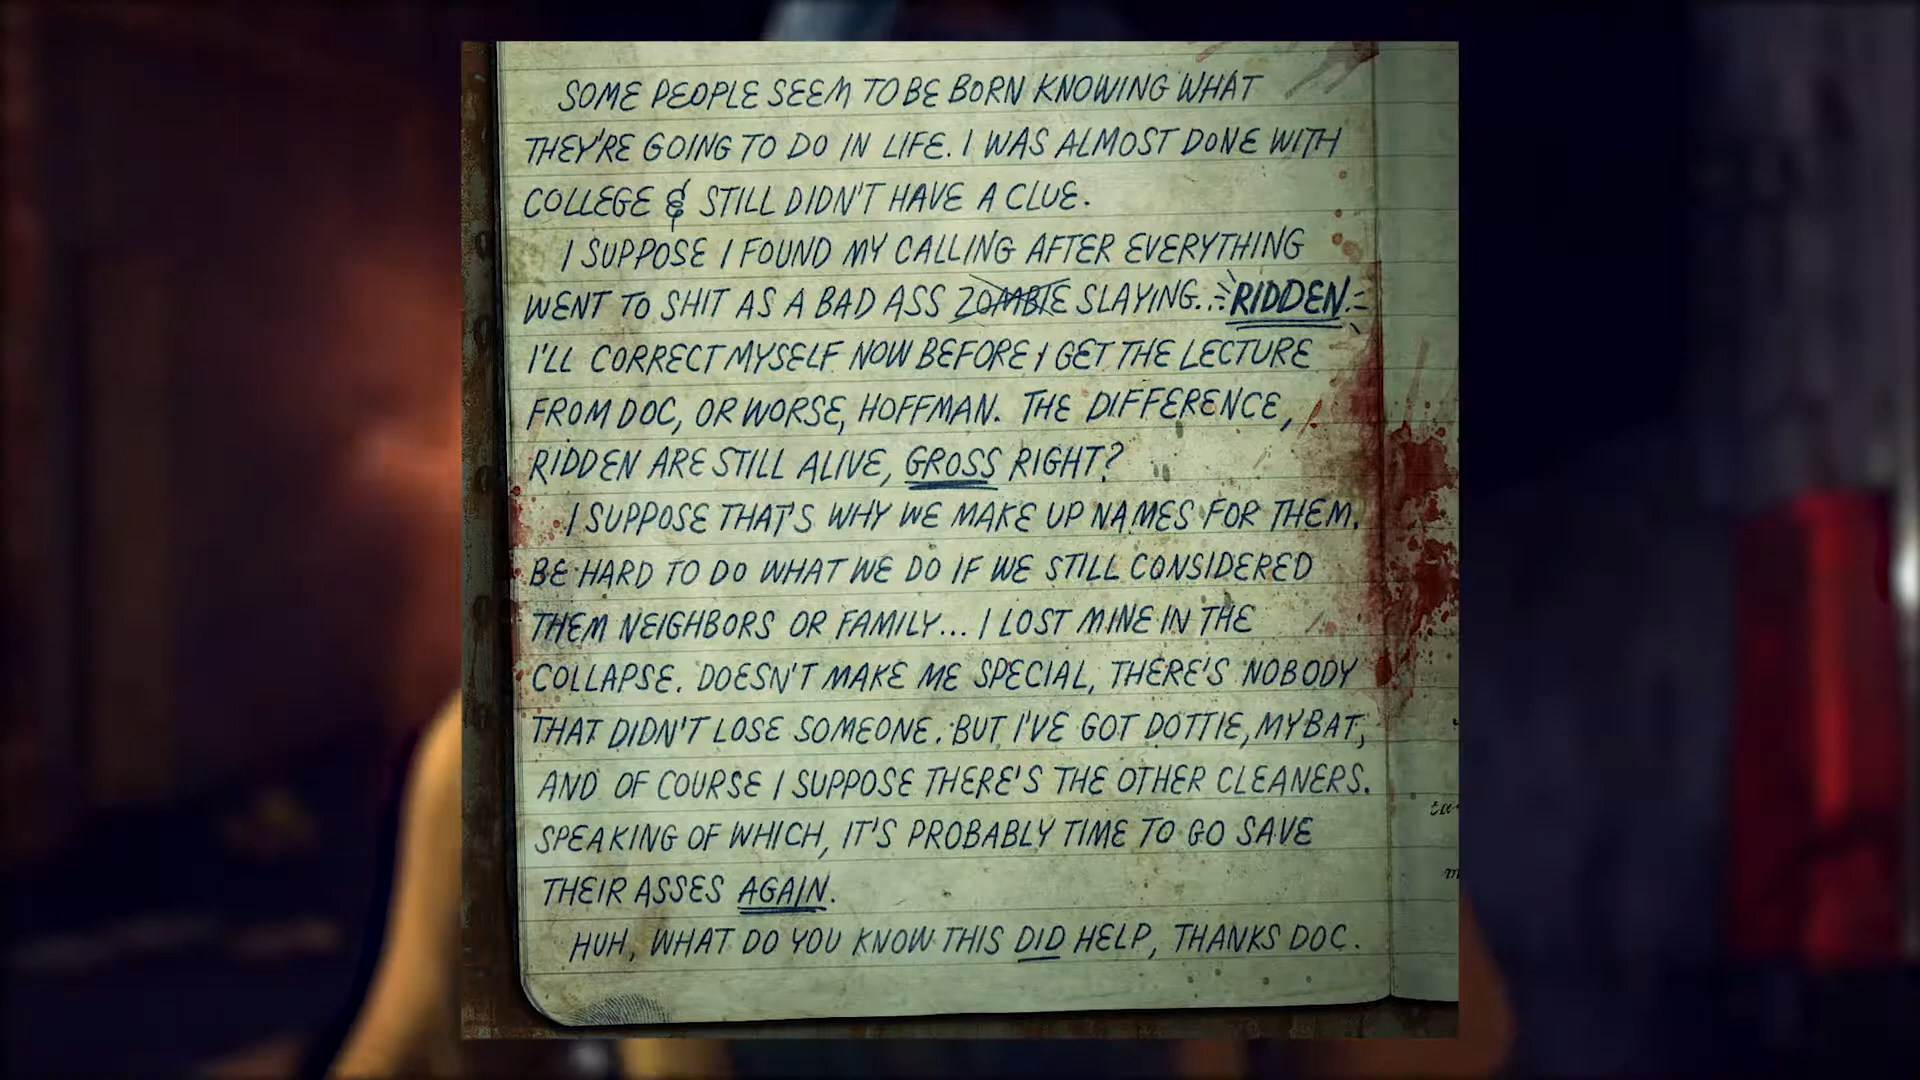 SOME PEOPLE SEEM TO BE BORN KNOWING WHAT
THEY'RE GOING TO DO IN LIFE. I WAS ALMOST DONE WITH
COLLEGE & STILL DIDN'T HAVE A CLUE.
I SUPPOSE I FOUND MY CALLING AFTER EVERYTHING
WENT TO SHIT AS A BAD ASS ZOMBIE SLAYING... RIDDEN.
I'LL CORRECT MYSELF NOW BEFORE I GET THE LECTURE
FROM DOC, OR WORSE, HOFFMAN. THE DIFFERENCE,
RIDDEN ARE STILL ALIVE, GROSS RIGHT?
I SUPPOSE THAT'S WHY WE MAKE UP NAMES FOR THEM.
BE HARD TO DO WHAT WE DO IF WE STILL CONSIDERED
THEM NEIGHBORS OR FAMILY... I LOST MINE IN THE
COLLAPSE. DOESN'T MAKE ME SPECIAL, THERE'S NOBODY
THAT DIDN'T LOSE SOMEONE. BUT I'VE GOT DOTTIE, MY BAT,
AND OF COURSE I SUPPOSE THERE'S THE OTHER CLEANERS.
SPEAKING OF WHICH, IT'S PROBABLY TIME TO GO SAVE
THEIR ASSES AGAIN.
HUH, WHAT DO YOU KNOW THIS DID HELP, THANKS DOC.